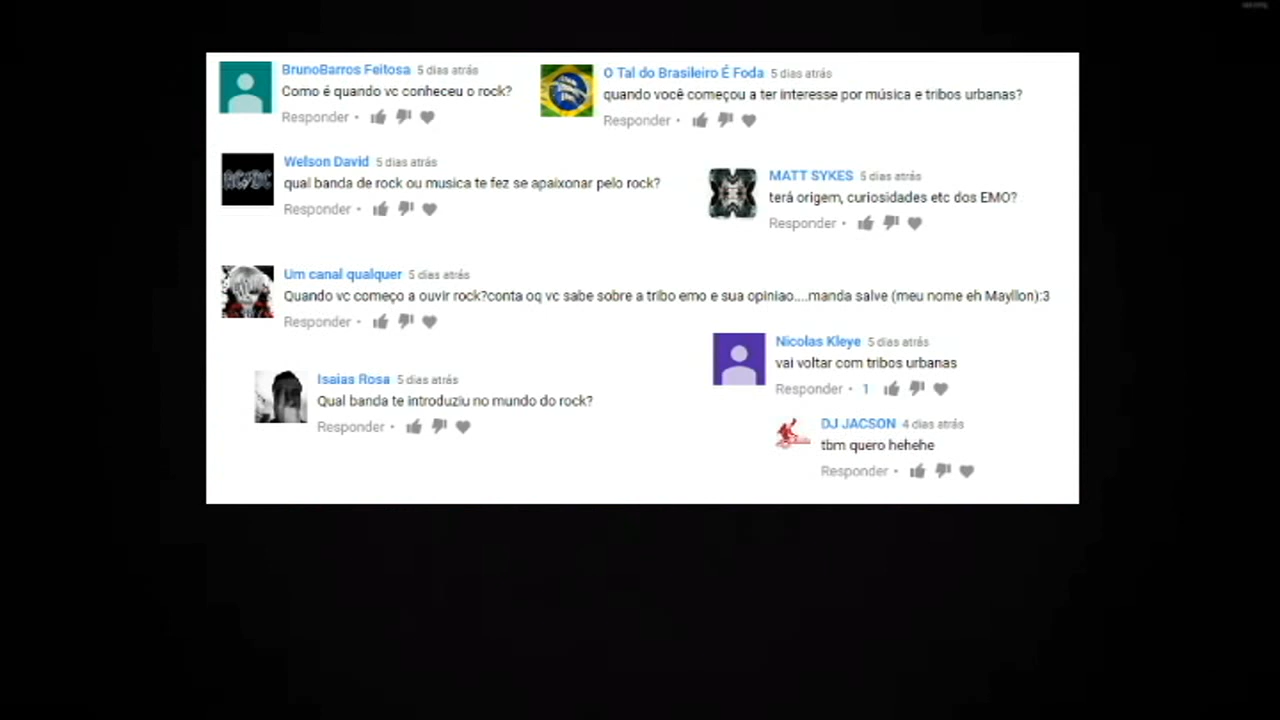 BrunoBarros Feitosa 5 dias atrás
Como é quando vc conheceu o rock?
Responder •
O Tal do Brasileiro É Foda 5 dias atrás
quando você começou a ter interesse por música e tribos urbanas?
Responder •
Welson David 5 dias atrás
qual banda de rock ou musica te fez se apaixonar pelo rock?
Responder •
MATT SYKES 5 dias atrás
terá origem, curiosidades etc dos EMO?
Responder •
Um canal qualquer 5 dias atrás
Quando vc começo a ouvir rock?conta oq vc sabe sobre a tribo emo e sua opiniao....manda salve (meu nome eh Mayllon):3
Responder •
Nicolas Kleye 5 dias atrás
vai voltar com tribos urbanas
Responder • 1
Isaias Rosa 5 dias atrás
Qual banda te introduziu no mundo do rock?
Responder •
DJ JACSON 4 dias atrás
tbm quero hehehe
Responder •
AC/DC